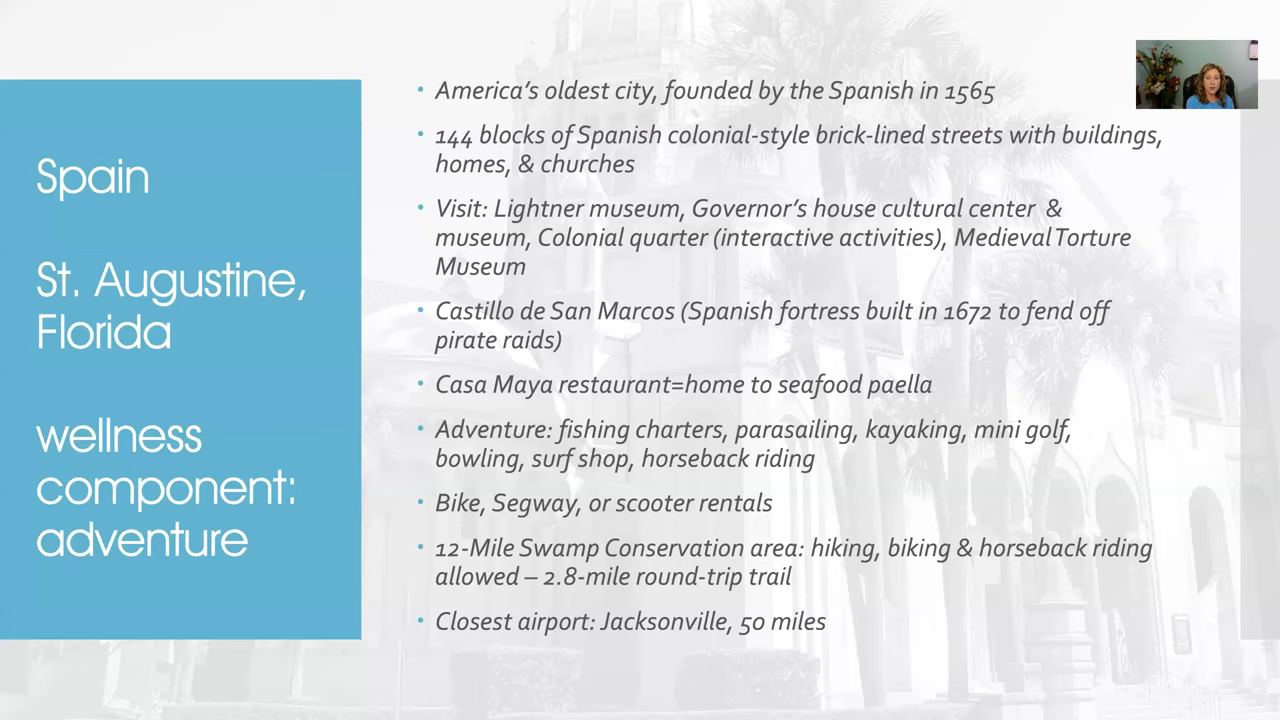 Spain
St. Augustine,
Florida
wellness
component:
adventure
• America's oldest city, founded by the Spanish in 1565
• 144 blocks of Spanish colonial-style brick-lined streets with buildings,
homes, & churches
• Visit: Lightner museum, Governor's house cultural center &
museum, Colonial quarter (interactive activities), Medieval Torture
Museum
• Castillo de San Marcos (Spanish fortress built in 1672 to fend off
pirate raids)
• Casa Maya restaurant=home to seafood paella
• Adventure: fishing charters, parasailing, kayaking, mini golf,
bowling, surf shop, horseback riding
• Bike, Segway, or scooter rentals
• 12-Mile Swamp Conservation area: hiking, biking & horseback riding
allowed – 2.8-mile round-trip trail
• Closest airport: Jacksonville, 50 miles